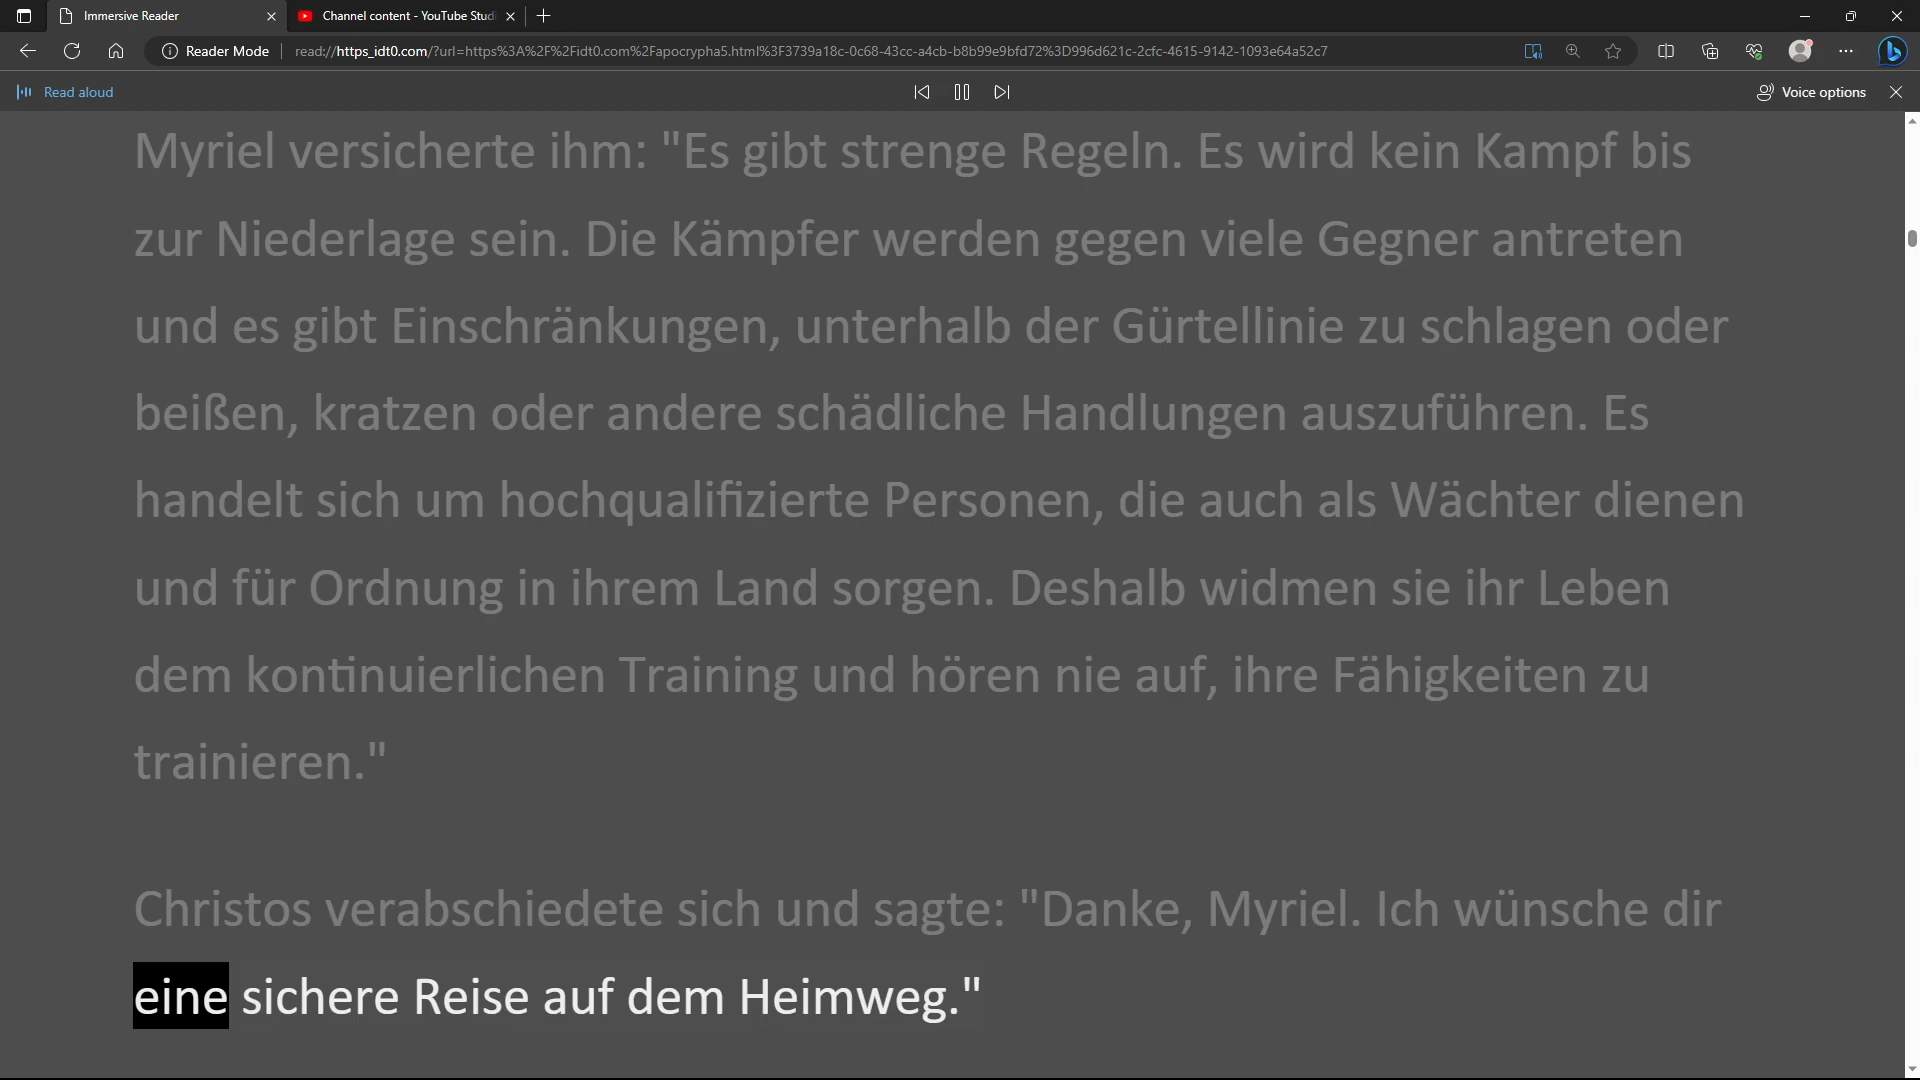 Immersive Reader
Channel content - YouTube Studi
Reader Mode
read://https_idt0.com/?url=https%3A%2F%2Fidt0.com%2Fapocrypha5.html%3F3739a18c-0c68-43cc-a4cb-b8b99e9bfd72%3D996d621c-2cfc-4615-9142-1093e64a52c7
Read aloud
Voice options
Myriel versicherte ihm: "Es gibt strenge Regeln. Es wird kein Kampf bis
zur Niederlage sein. Die Kämpfer werden gegen viele Gegner antreten
und es gibt Einschränkungen, unterhalb der Gürtellinie zu schlagen oder
beißen, kratzen oder andere schädliche Handlungen auszuführen. Es
handelt sich um hochqualifizierte Personen, die auch als Wächter dienen
und für Ordnung in ihrem Land sorgen. Deshalb widmen sie ihr Leben
dem kontinuierlichen Training und hören nie auf, ihre Fähigkeiten zu
trainieren."
Christos verabschiedete sich und sagte: "Danke, Myriel. Ich wünsche dir
eine sichere Reise auf dem Heimweg."